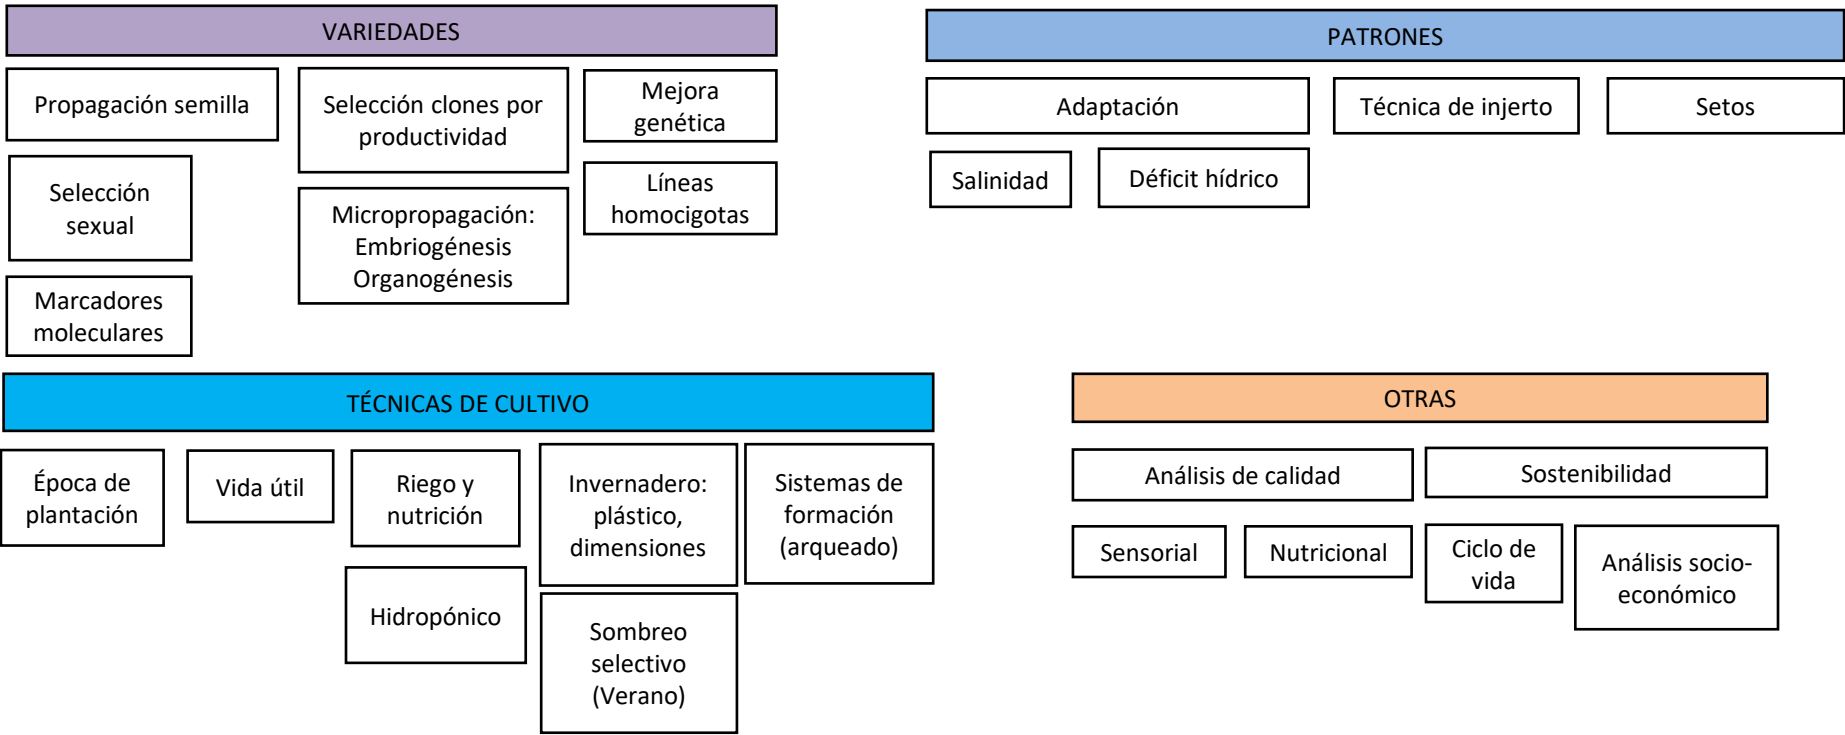 VARIEDADES
Propagación semilla
Selección
sexual
Marcadores
moleculares
Selección clones por
productividad
Micropropagación:
Embriogénesis
Organogénesis
Mejora
genética
Líneas
homocigotas
PATRONES
Adaptación
Salinidad
Déficit hídrico
Técnica de injerto
Setos
TÉCNICAS DE CULTIVO
Época de
plantación
Vida útil
Riego y
nutrición
Hidropónico
Invernadero:
plástico,
dimensiones
Sombreo
selectivo
(Verano)
Sistemas de
formación
(arqueado)
OTRAS
Análisis de calidad
Sensorial
Nutricional
Sostenibilidad
Ciclo de
vida
Análisis socio-
económico